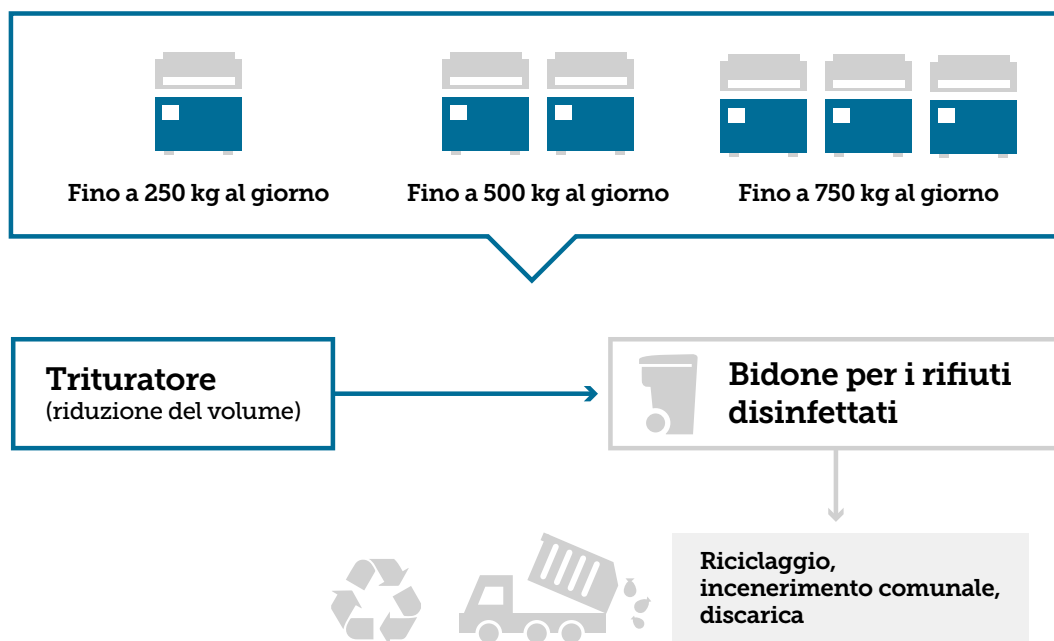 Fino a 250 kg al giorno
Fino a 500 kg al giorno
Fino a 750 kg al giorno
Trituratore
(riduzione del volume)
Bidone per i rifiuti
disinfettati
Riciclaggio,
incenerimento comunale,
discarica